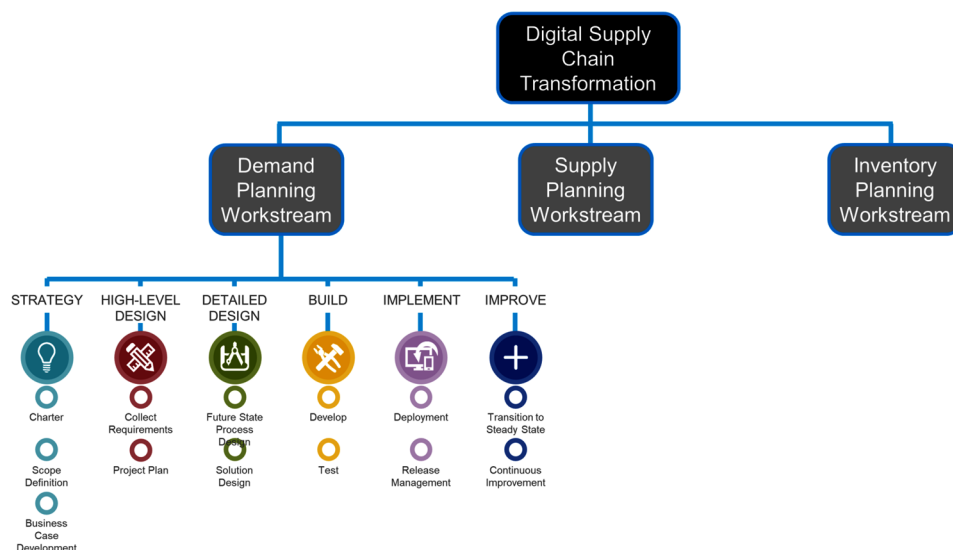 Digital Supply
Chain
Transformation
Demand
Planning
Workstream
Supply
Planning
Workstream
Inventory
Planning
Workstream
STRATEGY
HIGH-LEVEL
DESIGN
DETAILED
DESIGN
BUILD
IMPLEMENT
IMPROVE
Charter
Collect
Requirements
Future State
Process
Design
Develop
Deployment
Transition to
Steady State
Scope
Definition
Project Plan
Solution
Design
Test
Release
Management
Continuous
Improvement
Business
Case
Development